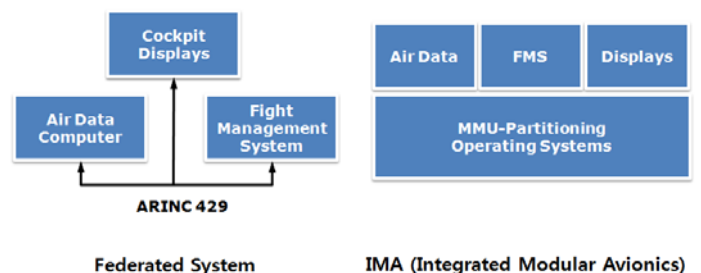 Cockpit
Displays
Air Data
Computer
Fight
Management
System
ARINC 429
Federated System
Air Data
FMS
Displays
MMU-Partitioning
Operating Systems
IMA (Integrated Modular Avionics)